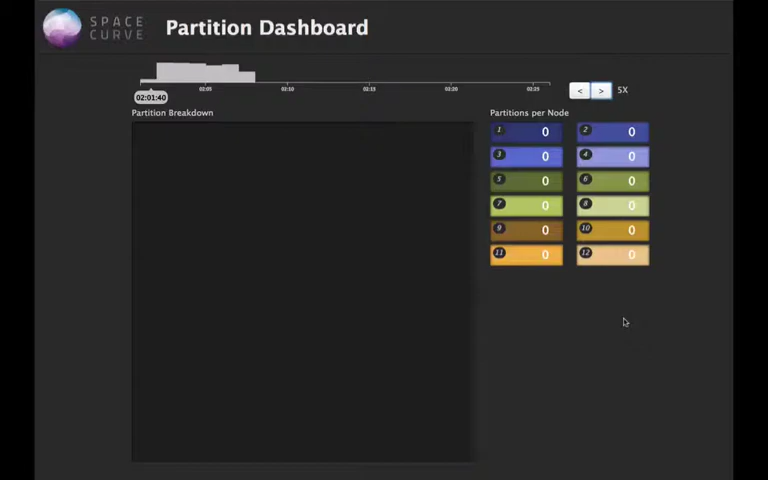 SPACE
CURVE
Partition Dashboard
02:05
02:10
02:15
02:20
02:25
02:01:40
< > 5X
Partition Breakdown
Partitions per Node
1 0 2 0
3 0 4 0
5 0 6 0
7 0 8 0
9 0 10 0
11 0 12 0